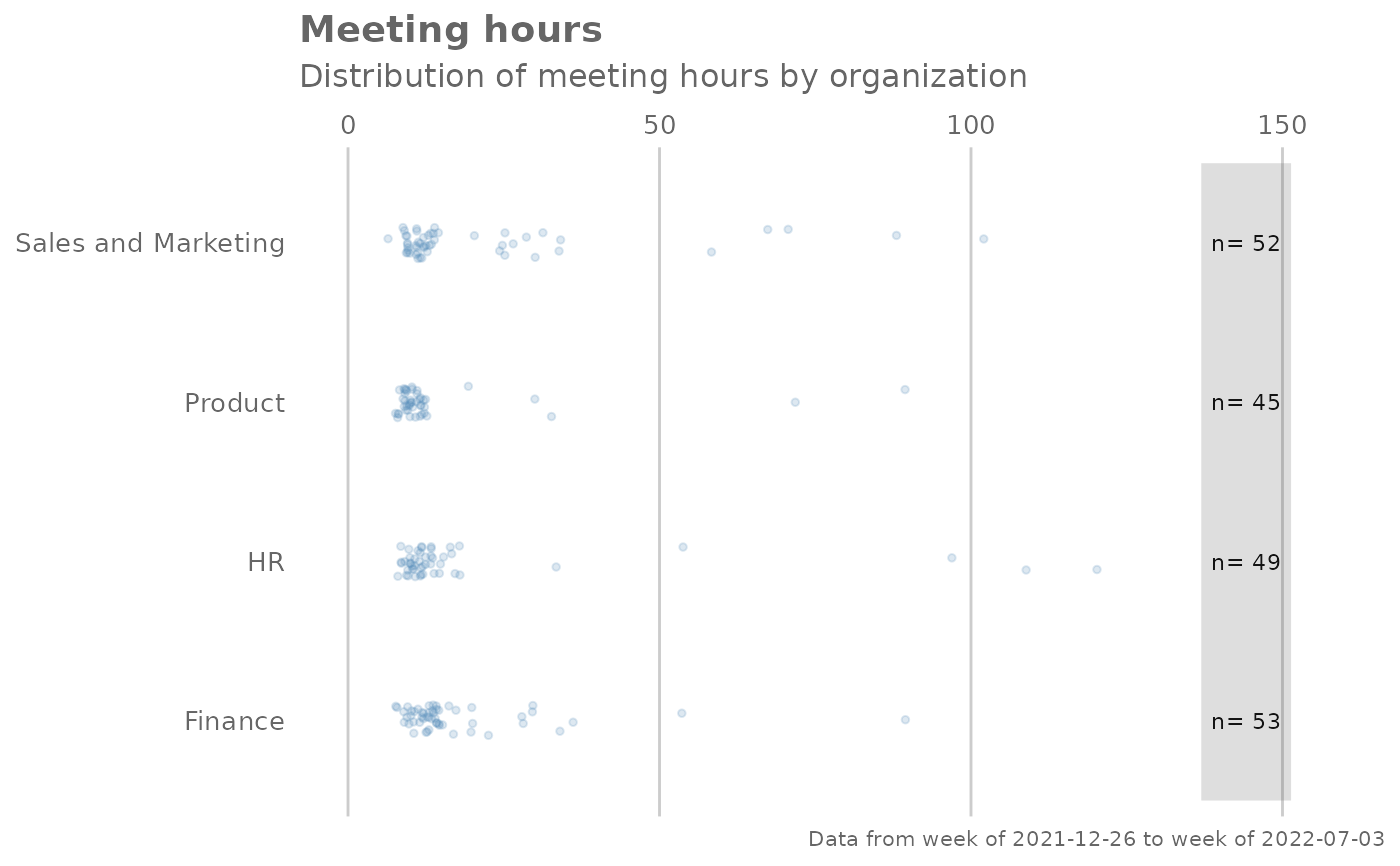 Meeting hours
Distribution of meeting hours by organization
0 50 100 150
Sales and Marketing n= 52
Product n= 45
HR n= 49
Finance n= 53
Data from week of 2021-12-26 to week of 2022-07-03